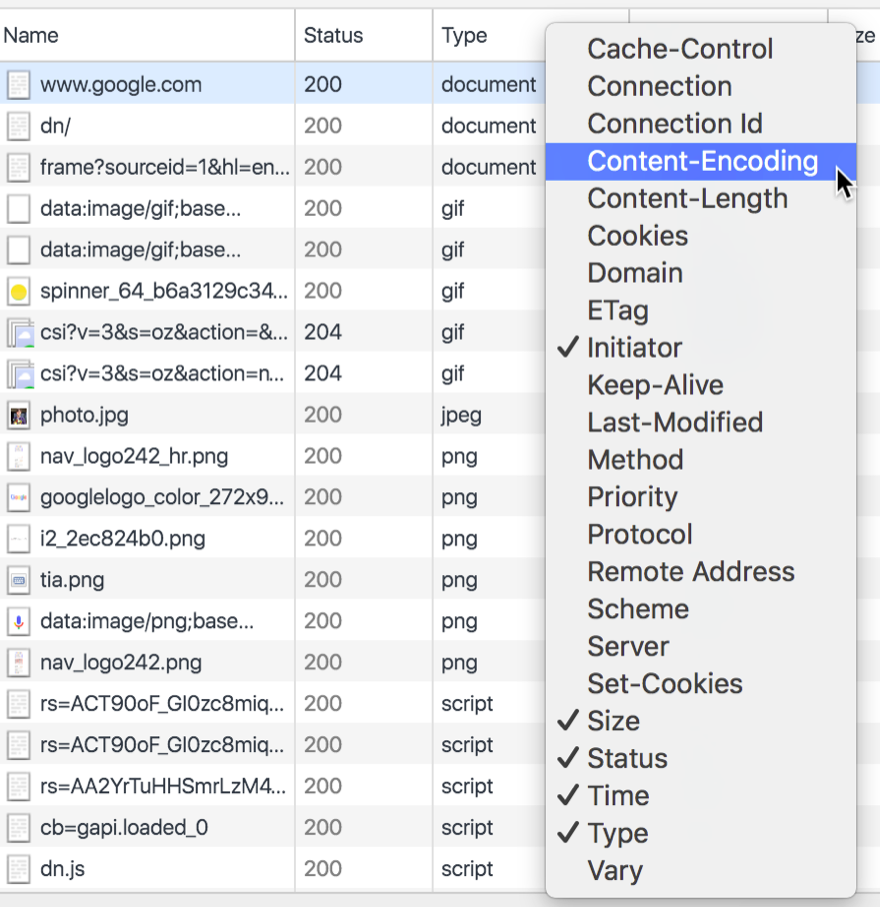 Name Status Type ze
www.google.com 200 document
dn/ 200 document
frame?sourceid=1&hl=en... 200 document
data:image/gif;base... 200 gif
data:image/gif;base... 200 gif
spinner_64_b6a3129c34... 200 gif
csi?v=3&s=oz&action=&... 204 gif
csi?v=3&s=oz&action=n... 204 gif
photo.jpg 200 jpeg
nav_logo242_hr.png 200 png
googlelogo_color_272x9... 200 png
i2_2ec824b0.png 200 png
tia.png 200 png
data:image/png;base... 200 png
nav_logo242.png 200 png
rs=ACT90oF_GI0zc8miq... 200 script
rs=ACT90oF_GI0zc8miq... 200 script
rs=AA2YrTuHHSmrLzM4... 200 script
cb=gapi.loaded_0 200 script
dn.js 200 script
Cache-Control
Connection
Connection Id
Content-Encoding
Content-Length
Cookies
Domain
ETag
✓ Initiator
Keep-Alive
Last-Modified
Method
Priority
Protocol
Remote Address
Scheme
Server
Set-Cookies
✓ Size
✓ Status
✓ Time
✓ Type
Vary